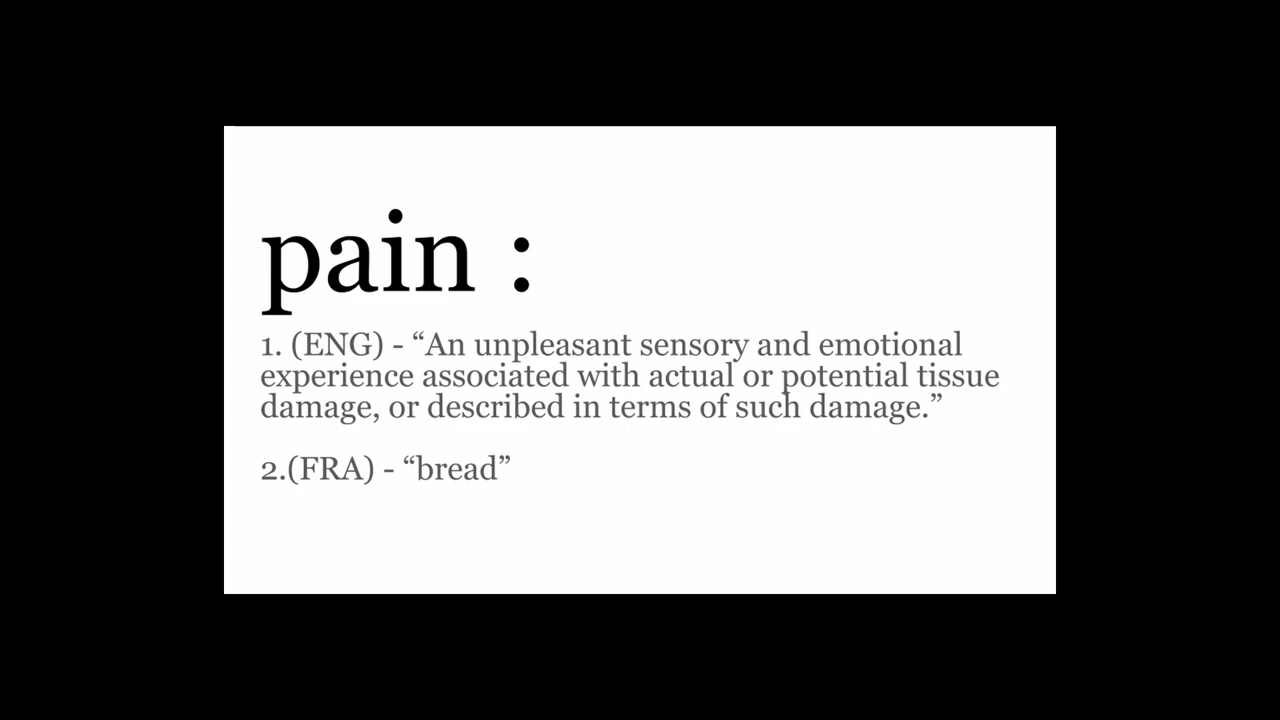 pain :
1. (ENG) - “An unpleasant sensory and emotional
experience associated with actual or potential tissue
damage, or described in terms of such damage.”
2.(FRA) - “bread”